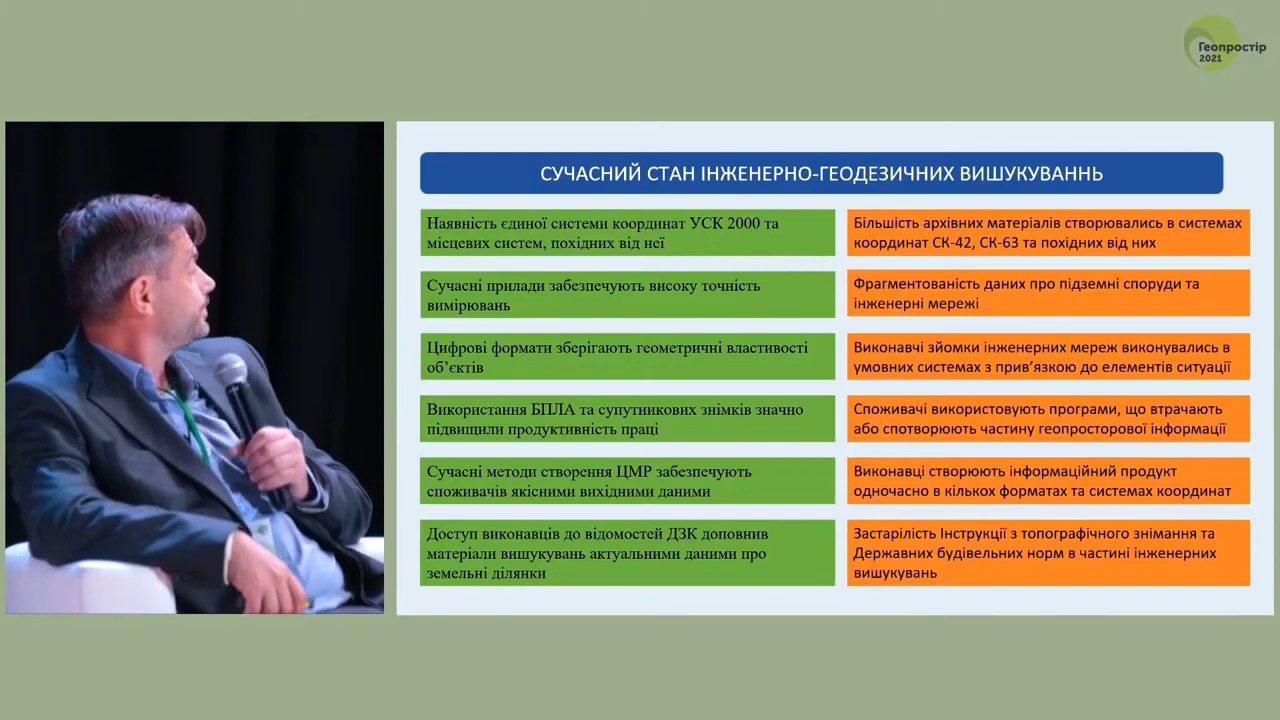 Геопростір
2021
СУЧАСНИЙ СТАН ІНЖЕНЕРНО-ГЕОДЕЗИЧНИХ ВИШУКУВАННЬ
Наявність єдиної системи координат УСК 2000 та
місцевих систем, похідних від неї
Більшість архівних матеріалів створювались в системах
координат СК-42, СК-63 та похідних від них
Сучасні прилади забезпечують високу точність
вимірювань
Фрагментованість даних про підземні споруди та
інженерні мережі
Цифрові формати зберігають геометричні властивості
об’єктів
Виконавчі зйомки інженерних мереж виконувались в
умовних системах з прив’язкою до елементів ситуації
Використання БПЛА та супутникових знімків значно
підвищили продуктивність праці
Споживачі використовують програми, що втрачають
або спотворюють частину геопросторової інформації
Сучасні методи створення ЦМР забезпечують
споживачів якісними вихідними даними
Виконавці створюють інформаційний продукт
одночасно в кількох форматах та системах координат
Доступ виконавців до відомостей ДЗК доповнив
матеріали вишукувань актуальними даними про
земельні ділянки
Застарілість Інструкції з топографічного знімання та
Державних будівельних норм в частині інженерних
вишукувань